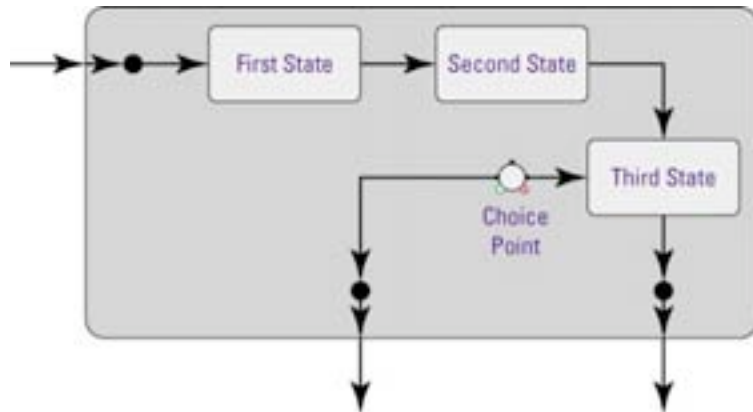 First State
Second State
Third State
Choice
Point